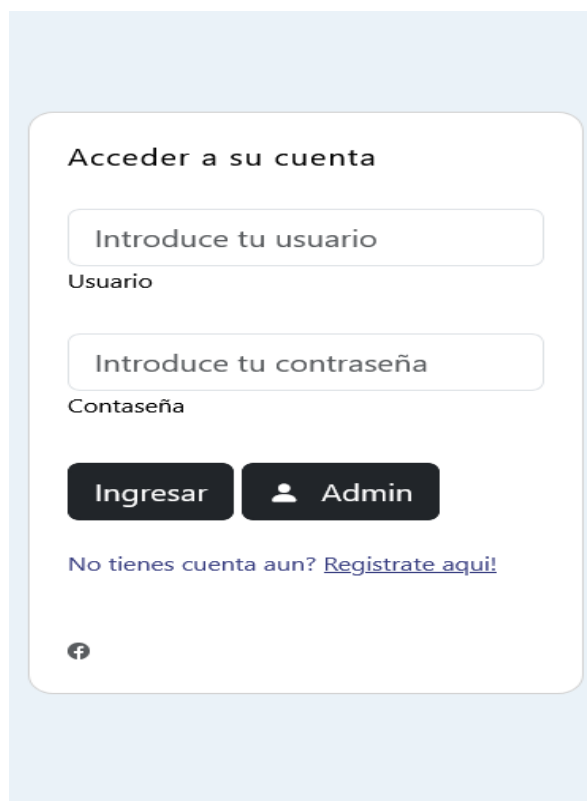 Acceder a su cuenta
Introduce tu usuario
Usuario
Introduce tu contraseña
Contaseña
Ingresar Admin
No tienes cuenta aun? Registrate aqui!